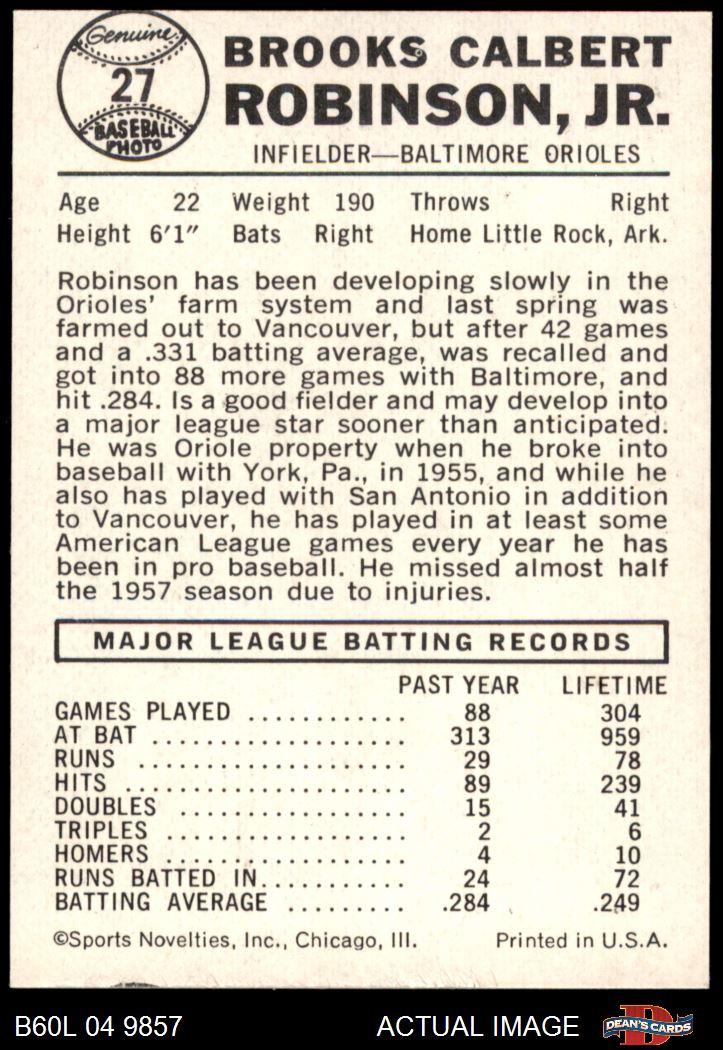 Genuine
27
BASEBALL
PHOTO
BROOKS CALBERT
ROBINSON, JR.
INFIELDER—BALTIMORE ORIOLES
Age 22 Weight 190 Throws Right
Height 6'1" Bats Right Home Little Rock, Ark.
Robinson has been developing slowly in the
Orioles' farm system and last spring was
farmed out to Vancouver, but after 42 games
and a .331 batting average, was recalled and
got into 88 more games with Baltimore, and
hit .284. Is a good fielder and may develop into
a major league star sooner than anticipated.
He was Oriole property when he broke into
baseball with York, Pa., in 1955, and while he
also has played with San Antonio in addition
to Vancouver, he has played in at least some
American League games every year he has
been in pro baseball. He missed almost half
the 1957 season due to injuries.
MAJOR LEAGUE BATTING RECORDS
PAST YEAR LIFETIME
GAMES PLAYED ............ 88 304
AT BAT .................... 313 959
RUNS ..................... 29 78
HITS ...................... 89 239
DOUBLES .................. 15 41
TRIPLES ................... 2 6
HOMERS ................... 4 10
RUNS BATTED IN............ 24 72
BATTING AVERAGE ......... .284 .249
©Sports Novelties, Inc., Chicago, Ill. Printed in U.S.A.
B60L 04 9857 ACTUAL IMAGE D DEAN'S CARDS